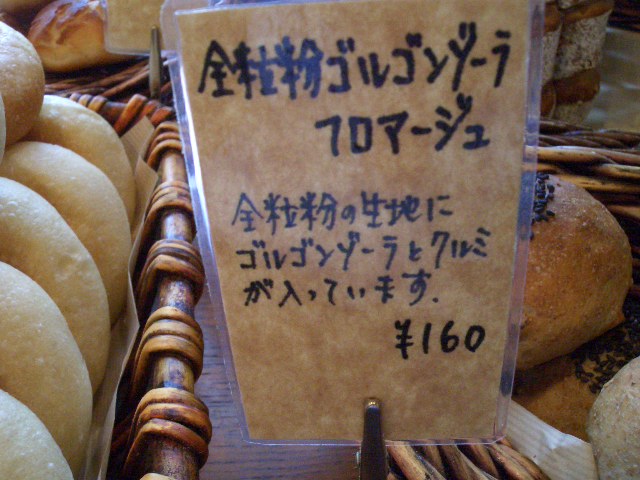 全粒粉ゴルゴンゾーラ
フロマージュ
全粒粉の生地に
ゴルゴンゾーラとクルミ
が入っています.
¥160